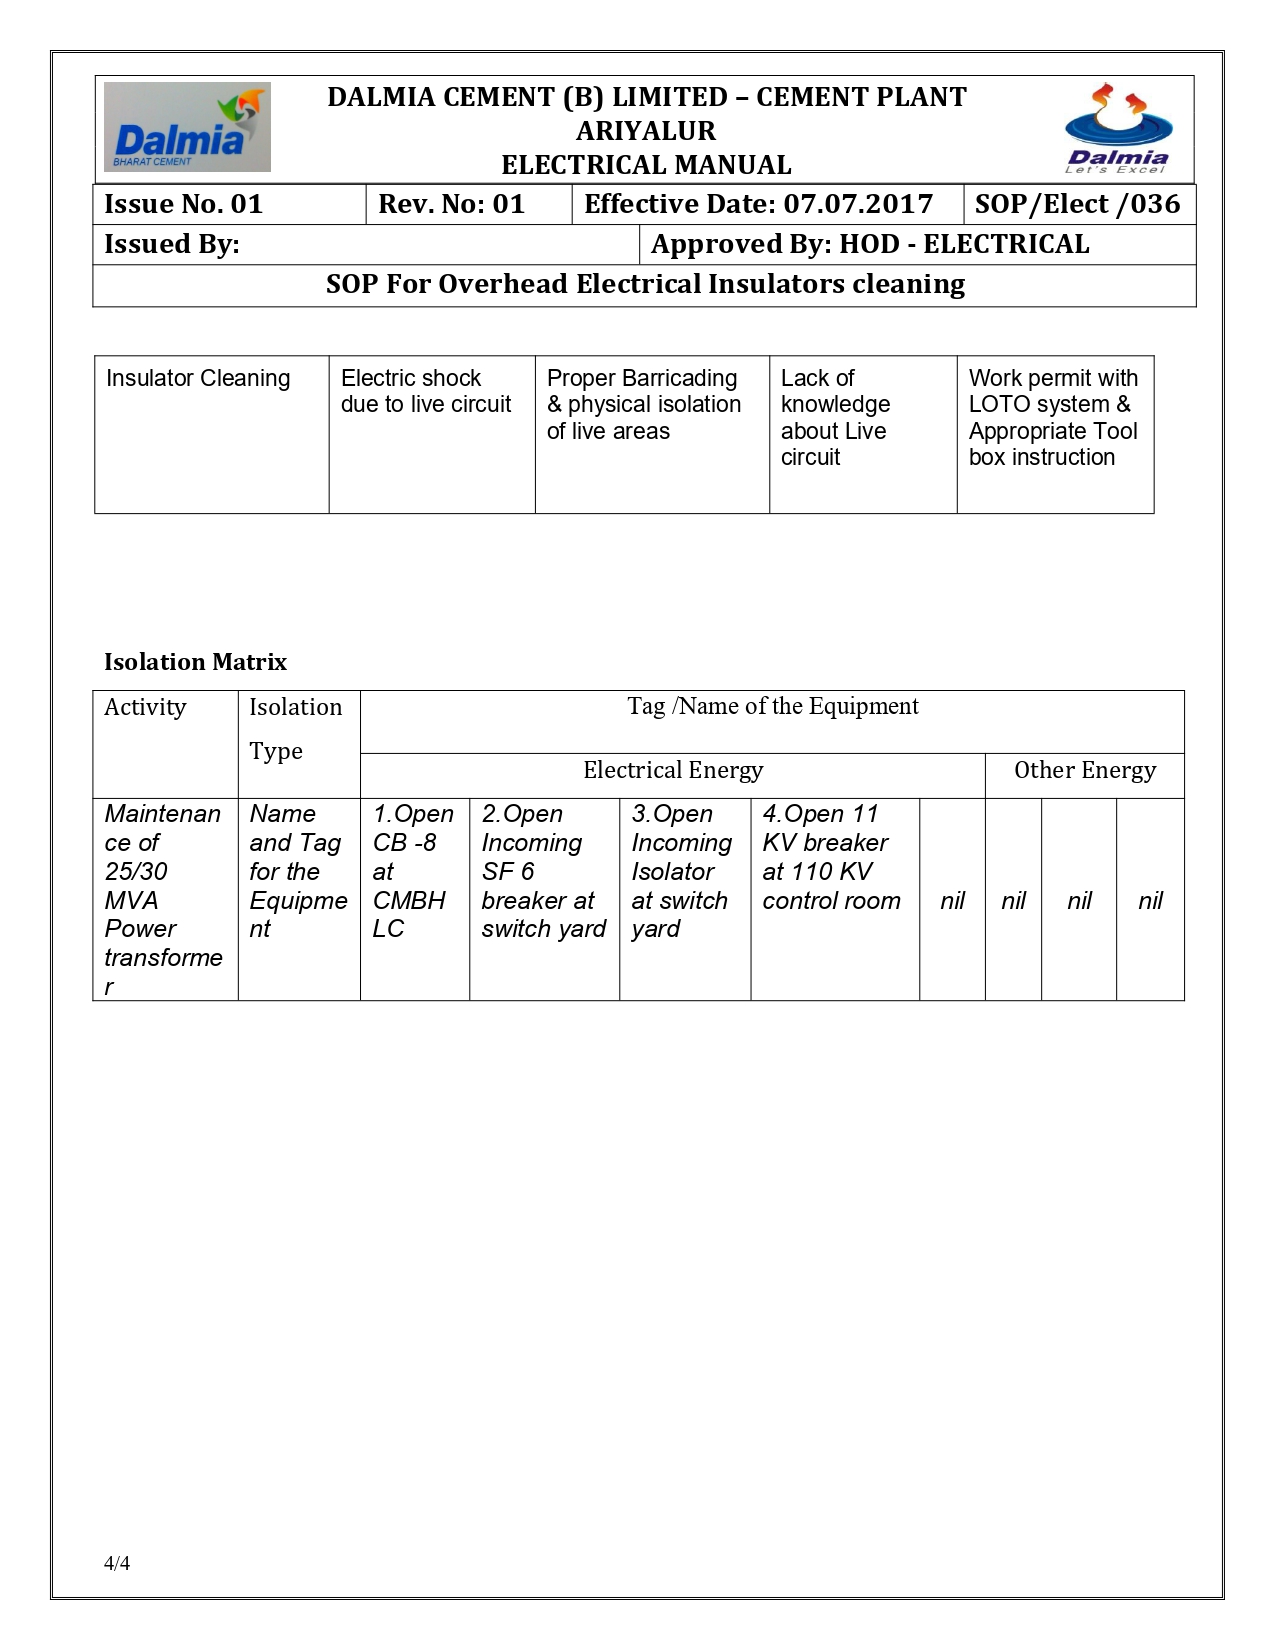 Dalmia
BHARAT CEMENT
DALMIA CEMENT (B) LIMITED – CEMENT PLANT
ARIYALUR
ELECTRICAL MANUAL
Dalmia
Let's Excel
Issue No. 01 Rev. No: 01 Effective Date: 07.07.2017 SOP/Elect /036
Issued By: Approved By: HOD - ELECTRICAL
SOP For Overhead Electrical Insulators cleaning
Insulator Cleaning
Electric shock
due to live circuit
Proper Barricading
& physical isolation
of live areas
Lack of
knowledge
about Live
circuit
Work permit with
LOTO system &
Appropriate Tool
box instruction
Isolation Matrix
Activity
Isolation
Type
Tag /Name of the Equipment
Electrical Energy
Other Energy
Maintenan
ce of
25/30
MVA
Power
transforme
r
Name
and Tag
for the
Equipme
nt
1.Open
CB -8
at
CMBH
LC
2.Open
Incoming
SF 6
breaker at
switch yard
3.Open
Incoming
Isolator
at switch
yard
4.Open 11
KV breaker
at 110 KV
control room
nil
nil
nil
nil
4/4